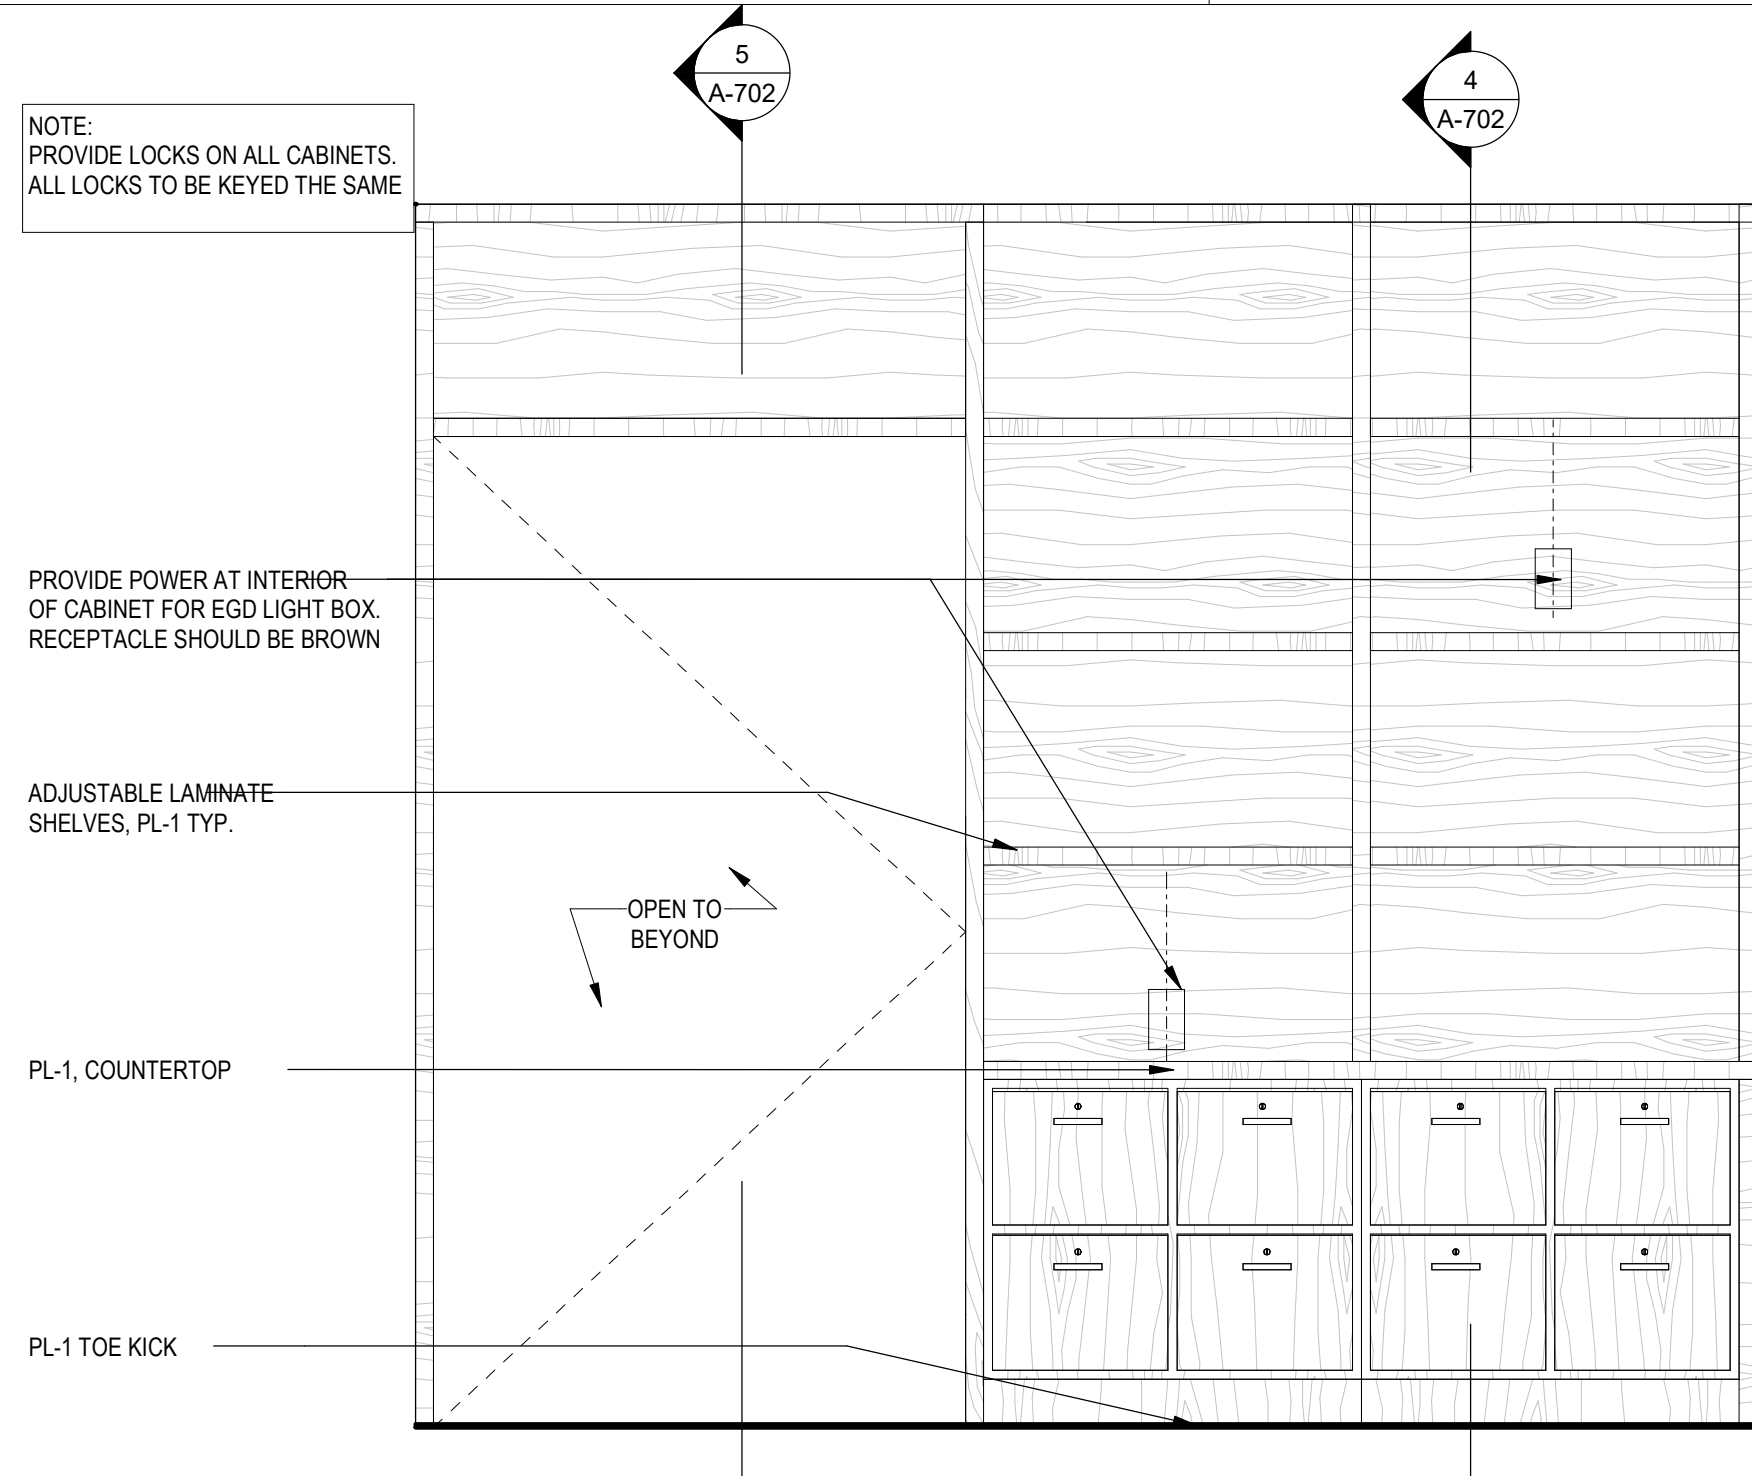 5
A-702
4
A-702
NOTE:
PROVIDE LOCKS ON ALL CABINETS.
ALL LOCKS TO BE KEYED THE SAME
PROVIDE POWER AT INTERIOR
OF CABINET FOR EGD LIGHT BOX.
RECEPTACLE SHOULD BE BROWN
ADJUSTABLE LAMINATE
SHELVES, PL-1 TYP.
OPEN TO
BEYOND
PL-1, COUNTERTOP
PL-1 TOE KICK